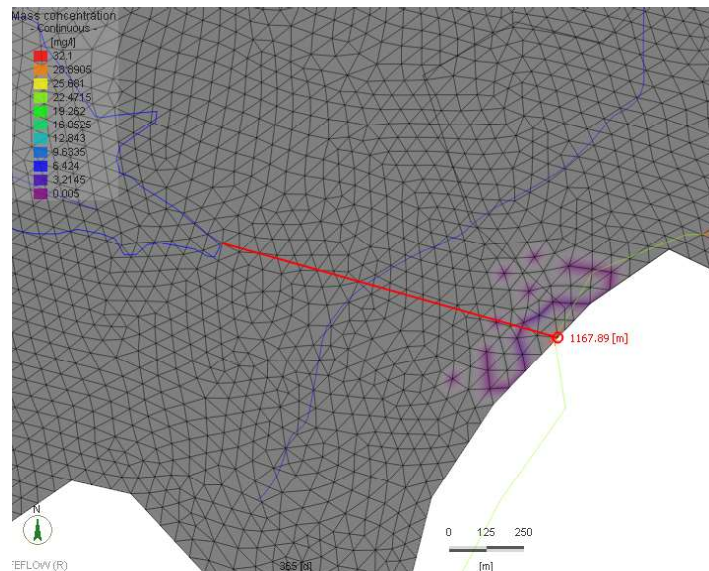 Mass concentration
- Continuous -
[mg/l]
32.1
28.8905
25.681
22.4715
19.262
16.0525
12.843
9.6335
6.424
3.2145
0.005
1167.89 [m]
N
0 125 250
[m]
FEFLOW (R)
365 [d]